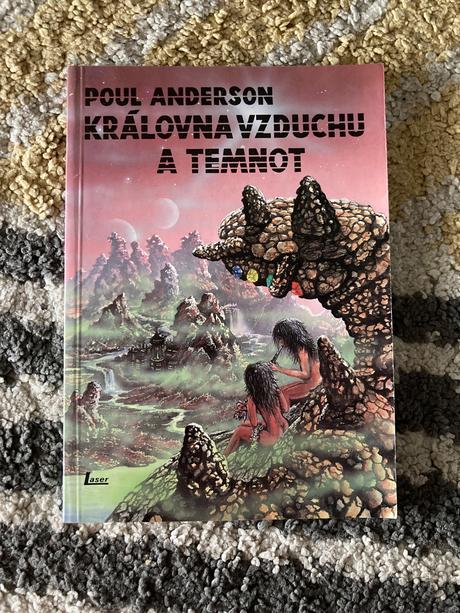 POUL ANDERSON
KRÁLOVNA VZDUCHU
A TEMNOT
Laser